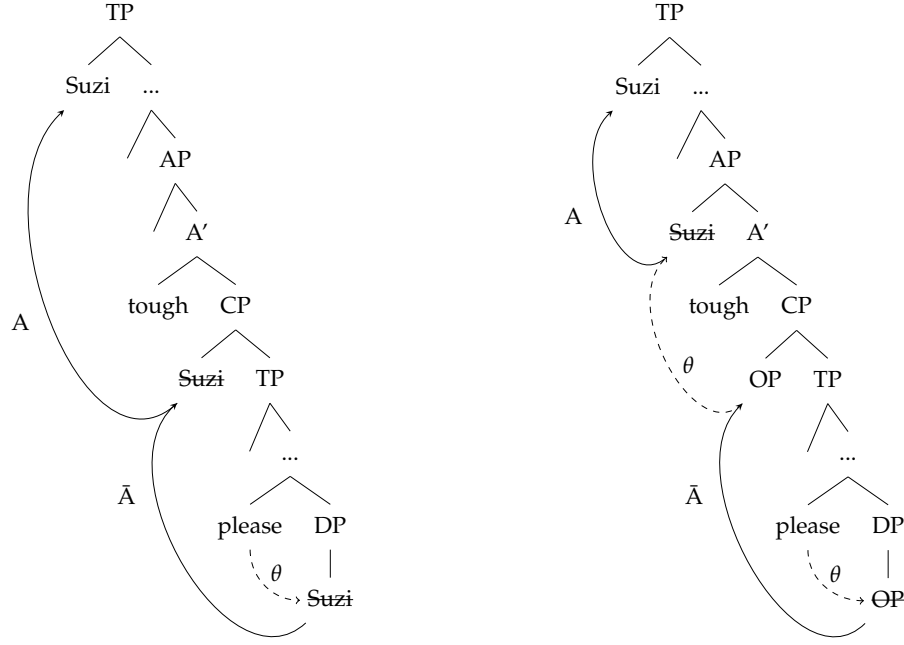 TP TP
Suzi ... Suzi ...
AP AP
A Suzi A'
A'
tough CP tough CP
A
Suzi TP θ OP TP
... ...
Ā Ā
please DP please DP
θ θ
Suzi OP